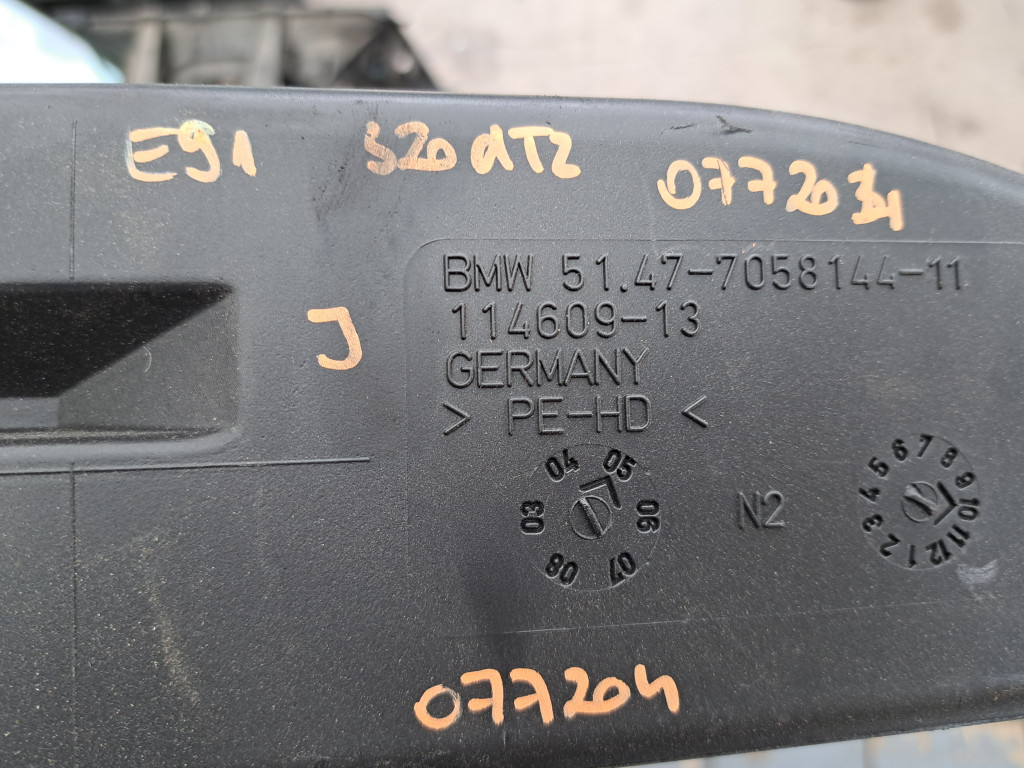 E91 320dT2 
BMW 51.47-7058144-11
114609-13
GERMANY
> PE-HD <
J
03 04 05 06 07 08
N2
1 2 3 4 5 6 7 8 9 10 11 12
077204